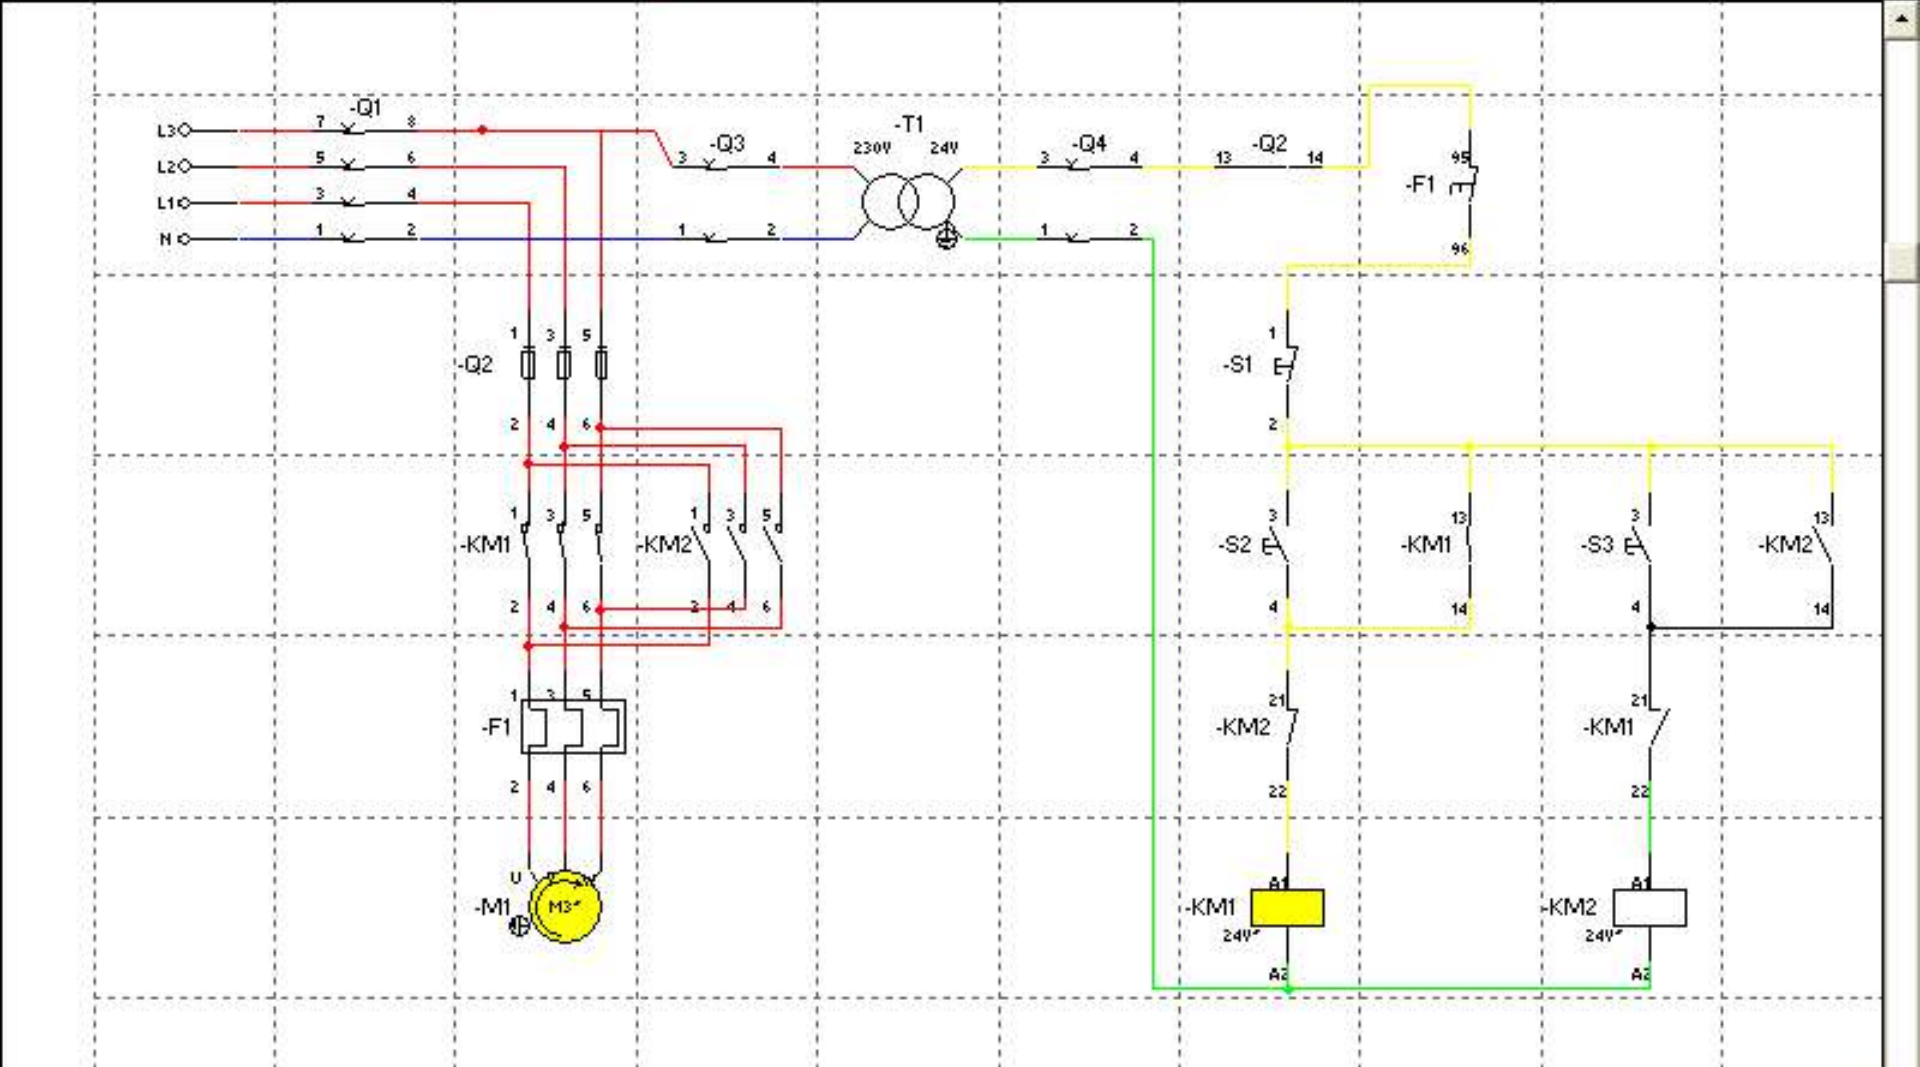 -Q1
L3 7 8
-Q3 3 4
-T1
230V 24V
-Q4 3 4
-Q2 13 14
95
-F1
96
L2 5 6
L1 3 4
N 1 2
1 2
1 2
1 3 5
-Q2
2 4 6
1
-S1
2
1 3 5
-KM1
2 4 6
1 3 5
-KM2
2 4 6
3
-S2
4
13
-KM1
14
3
-S3
4
13
-KM2
14
1 3 5
-F1
2 4 6
21
-KM2
22
21
-KM1
22
U
-M1
M3~
A1
-KM1
24V~
A2
A1
-KM2
24V~
A2